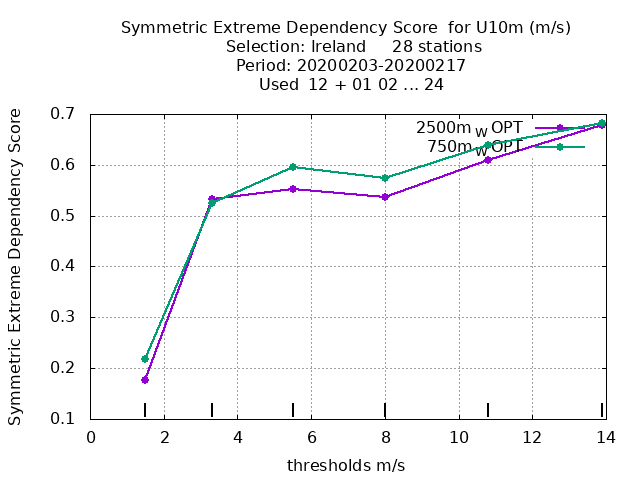 Symmetric Extreme Dependency Score for U10m (m/s)
Selection: Ireland 28 stations
Period: 20200203-20200217
Used 12 + 01 02 ... 24
Symmetric Extreme Dependency Score
0.7
0.6
0.5
0.4
0.3
0.2
0.1
2500m WOPT
750m WOPT
0 2 4 6 8 10 12 14
thresholds m/s